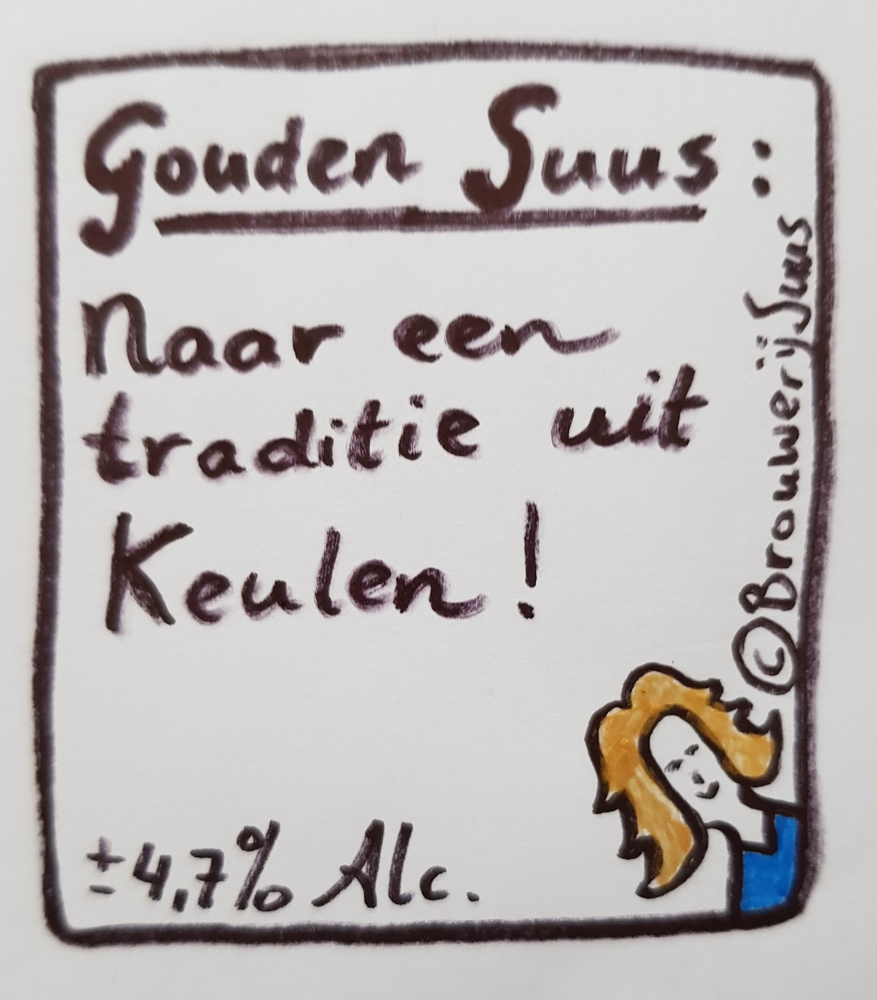 Gouden Suus:
Naar een
traditie uit
Keulen!
±4,7% Alc.
©Brouwerij Suus